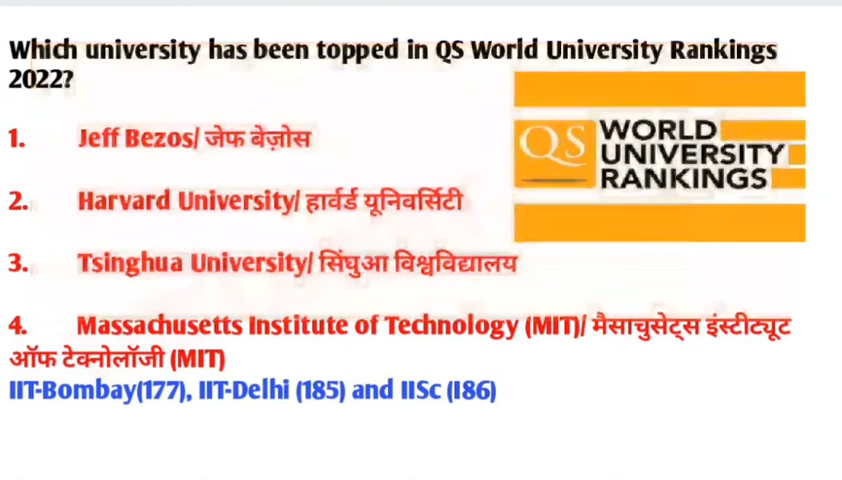 Which university has been topped in QS World University Rankings
2022?
1. Jeff Bezos/ जेफ बेज़ोस
2. Harvard University/ हार्वर्ड यूनिवर्सिटी
3. Tsinghua University/ सिंघुआ विश्वविद्यालय
4. Massachusetts Institute of Technology (MIT)/ मैसाचुसेट्स इंस्टीट्यूट
ऑफ टेक्नोलॉजी (MIT)
IIT-Bombay(177), IIT-Delhi (185) and IISc (186)
QS
WORLD
UNIVERSITY
RANKINGS